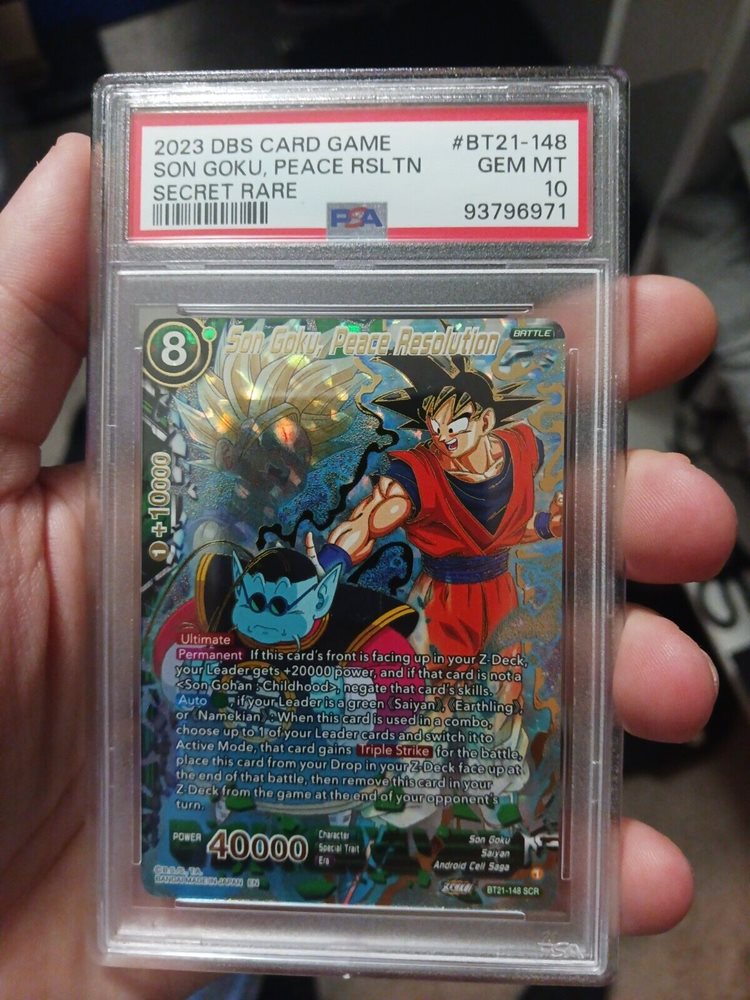 2023 DBS CARD GAME #BT21-148
SON GOKU, PEACE RSLTN GEM MT
SECRET RARE 10
PSA 93796971
8 Son Goku, Peace Resolution BATTLE
1 +10000
Ultimate
Permanent If this card's front is facing up in your Z-Deck,
your Leader gets +20000 power, and if that card is not a
<Son Gohan : Childhood>, negate that card's skills.
Auto , if your Leader is a green 《Saiyan》, 《Earthling》,
or 《Namekian》: When this card is used in a combo,
choose up to 1 of your Leader cards and switch it to
Active Mode, that card gains Triple Strike for the battle,
place this card from your Drop in your Z-Deck face up at
the end of that battle, then remove this card in your
Z-Deck from the game at the end of your opponent's
turn.
POWER 40000
Character Son Goku
Special Trait Saiyan
Era Android Cell Saga
©B.S./S., T.A.
BANDAI MADE IN JAPAN EN
BT21-148 SCR
PSA